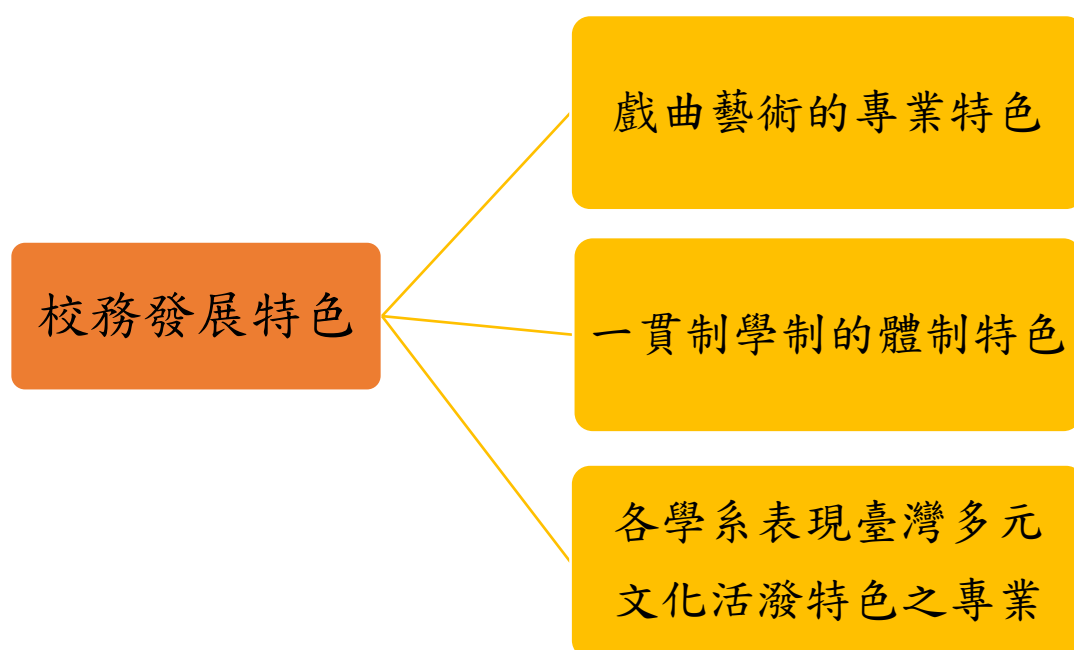 校務發展特色
戲曲藝術的專業特色
一貫制學制的體制特色
各學系表現臺灣多元
文化活潑特色之專業